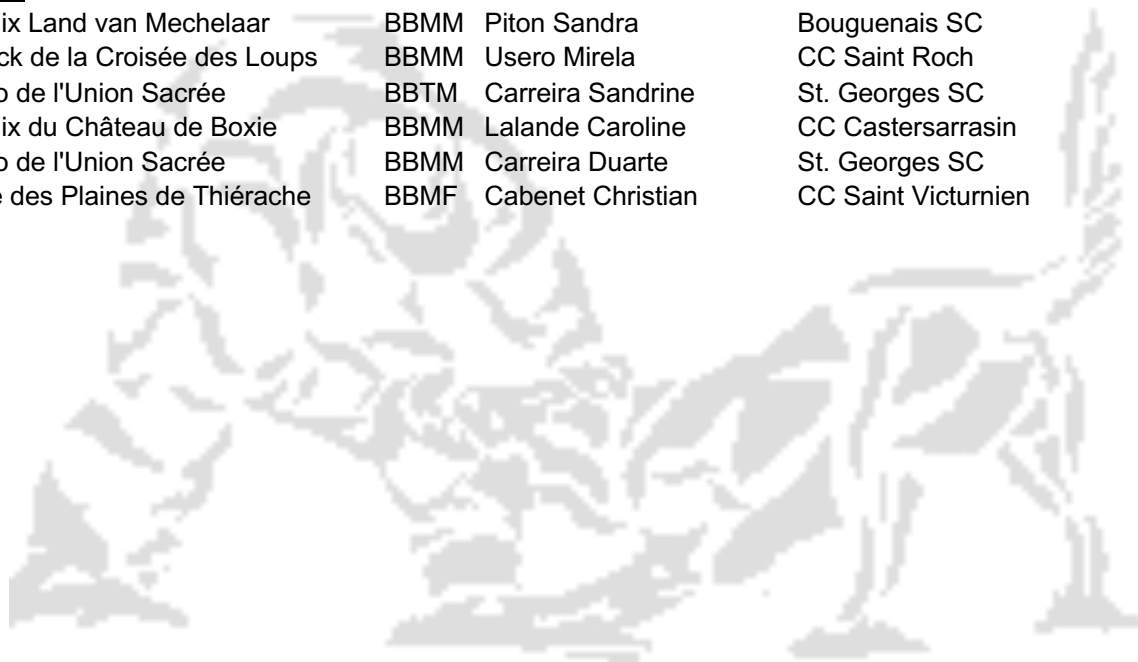 ix Land van Mechelaar BBMM Piton Sandra Bouguenais SC
ck de la Croisée des Loups BBMM Usero Mirela CC Saint Roch
o de l'Union Sacrée BBTM Carreira Sandrine St. Georges SC
ix du Château de Boxie BBMM Lalande Caroline CC Castersarrasin
o de l'Union Sacrée BBMM Carreira Duarte St. Georges SC
e des Plaines de Thiérache BBMF Cabenet Christian CC Saint Victurnien